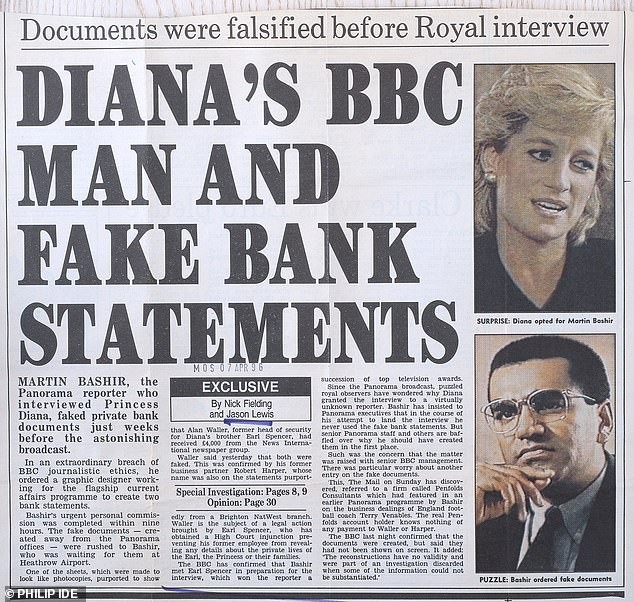 Documents were falsified before Royal interview
DIANA'S BBC
MAN AND
FAKE BANK
STATEMENTS
SURPRISE: Diana opted for Martin Bashir
MOS 07 APR 96
MARTIN BASHIR, the
Panorama reporter who
interviewed Princess
Diana, faked private bank
documents just weeks
before the astonishing
broadcast.
In an extraordinary breach of
BBC journalistic ethics, he
ordered a graphic designer work-
ing for the flagship current
affairs programme to create two
bank statements.
Bashir's urgent personal commis-
sion was completed within nine
hours. The fake documents — cre-
ated away from the Panorama
offices — were rushed to Bashir,
who was waiting for them at
Heathrow Airport.
One of the sheets, which were made to
look like photocopies, purported to show
EXCLUSIVE
By Nick Fielding
and Jason Lewis
that Alan Waller, former head of security
for Diana's brother Earl Spencer, had
received £4,000 from the News Interna-
tional newspaper group.
Waller said yesterday that both were
faked. This was confirmed by his former
business partner Robert Harper, whose
name was also on the statements purport-
Special Investigation: Pages 8, 9
Opinion: Page 30
edly from a Brighton NatWest branch.
Waller is the subject of a legal action
brought by Earl Spencer, who has
obtained a High Court injunction pre-
venting his former employee from reveal-
ing any details about the private lives of
the Earl, the Princess or their families.
The BBC has confirmed that Bashir
met Earl Spencer in preparation for the
interview, which won the reporter a
succession of top television awards.
Since the Panorama broadcast, puzzled
royal observers have wondered why Diana
granted the interview to a virtually
unknown reporter. Bashir has insisted to
Panorama executives that in the course of
his attempt to land the interview he
never used the fake bank statements. But
senior Panorama staff and others are baf-
fled over why he should have created
them in the first place.
Such was the concern that the matter
was raised with senior BBC management.
There was particular worry about another
entry on the fake documents.
This, The Mail on Sunday has discov-
ered, referred to a firm called Penfolds
Consultants which had featured in an
earlier Panorama programme by Bashir
on the business dealings of England foot-
ball coach Terry Venables. The real Pen-
folds account holder knows nothing of
any payment to Waller or Harper.
The BBC last night confirmed that the
documents were created, but said they
had not been shown on screen. It added:
'The reconstructions have no validity and
were part of an investigation discarded
when some of the information could not
be substantiated.'
PUZZLE: Bashir ordered fake documents
© PHILIP IDE